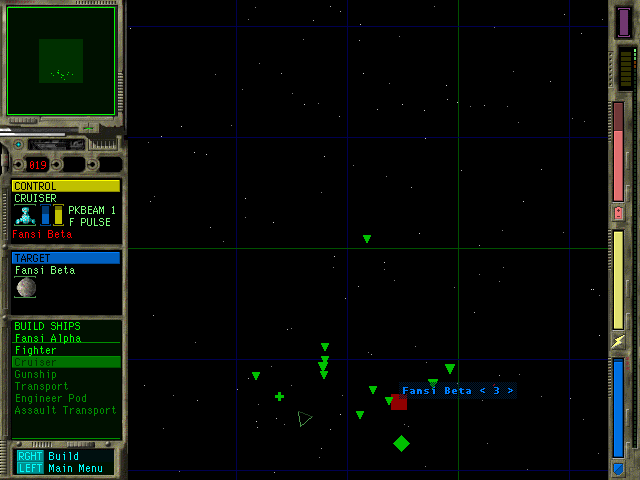 019
CONTROL
CRUISER
PKBEAM 1
F PULSE
Fansi Beta
TARGET
Fansi Beta
BUILD SHIPS
Fansi Alpha
Fighter
Cruiser
Gunship
Transport
Engineer Pod
Assault Transport
RGHT Build
LEFT Main Menu
Fansi Beta < 3 >